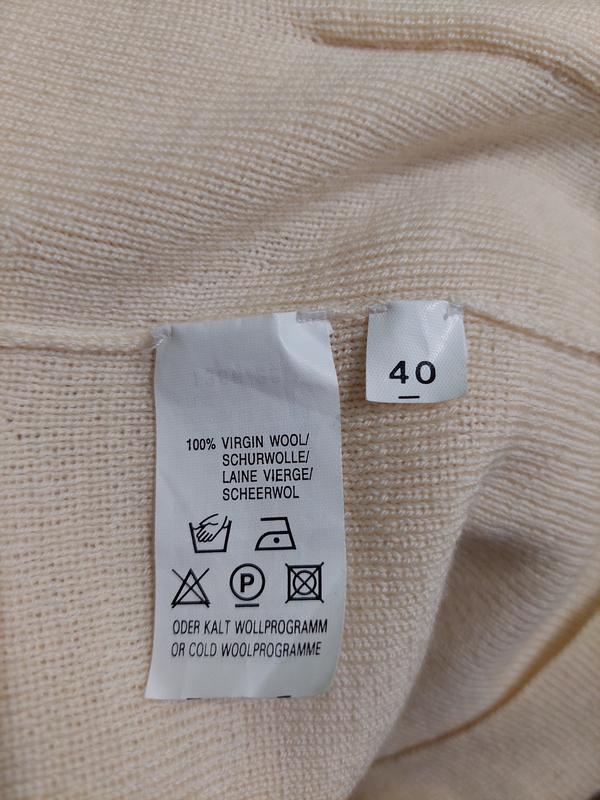 100% VIRGIN WOOL/
SCHURWOLLE/
LAINE VIERGE/
SCHEERWOL
P
ODER KALT WOLLPROGRAMM
OR COLD WOOLPROGRAMME
40